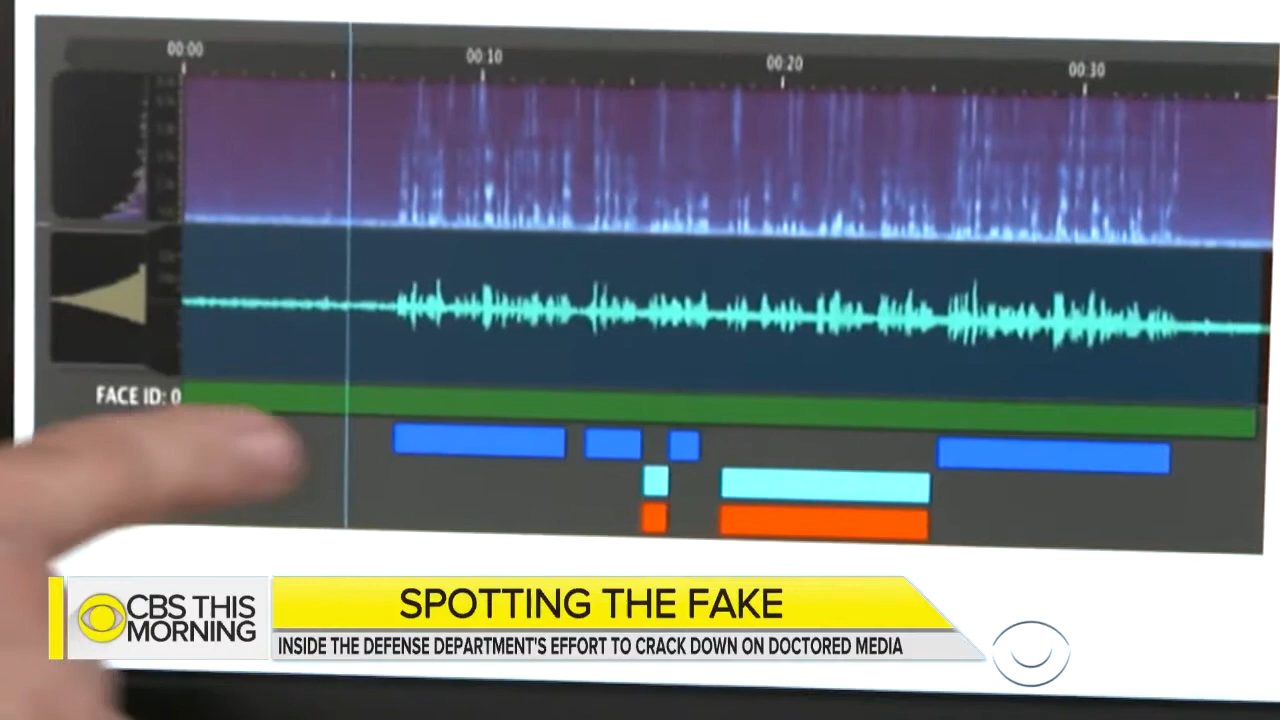 00:00
00:10
00:20
00:30
FACE ID: 0
CBS THIS
MORNING
SPOTTING THE FAKE
INSIDE THE DEFENSE DEPARTMENT'S EFFORT TO CRACK DOWN ON DOCTORED MEDIA